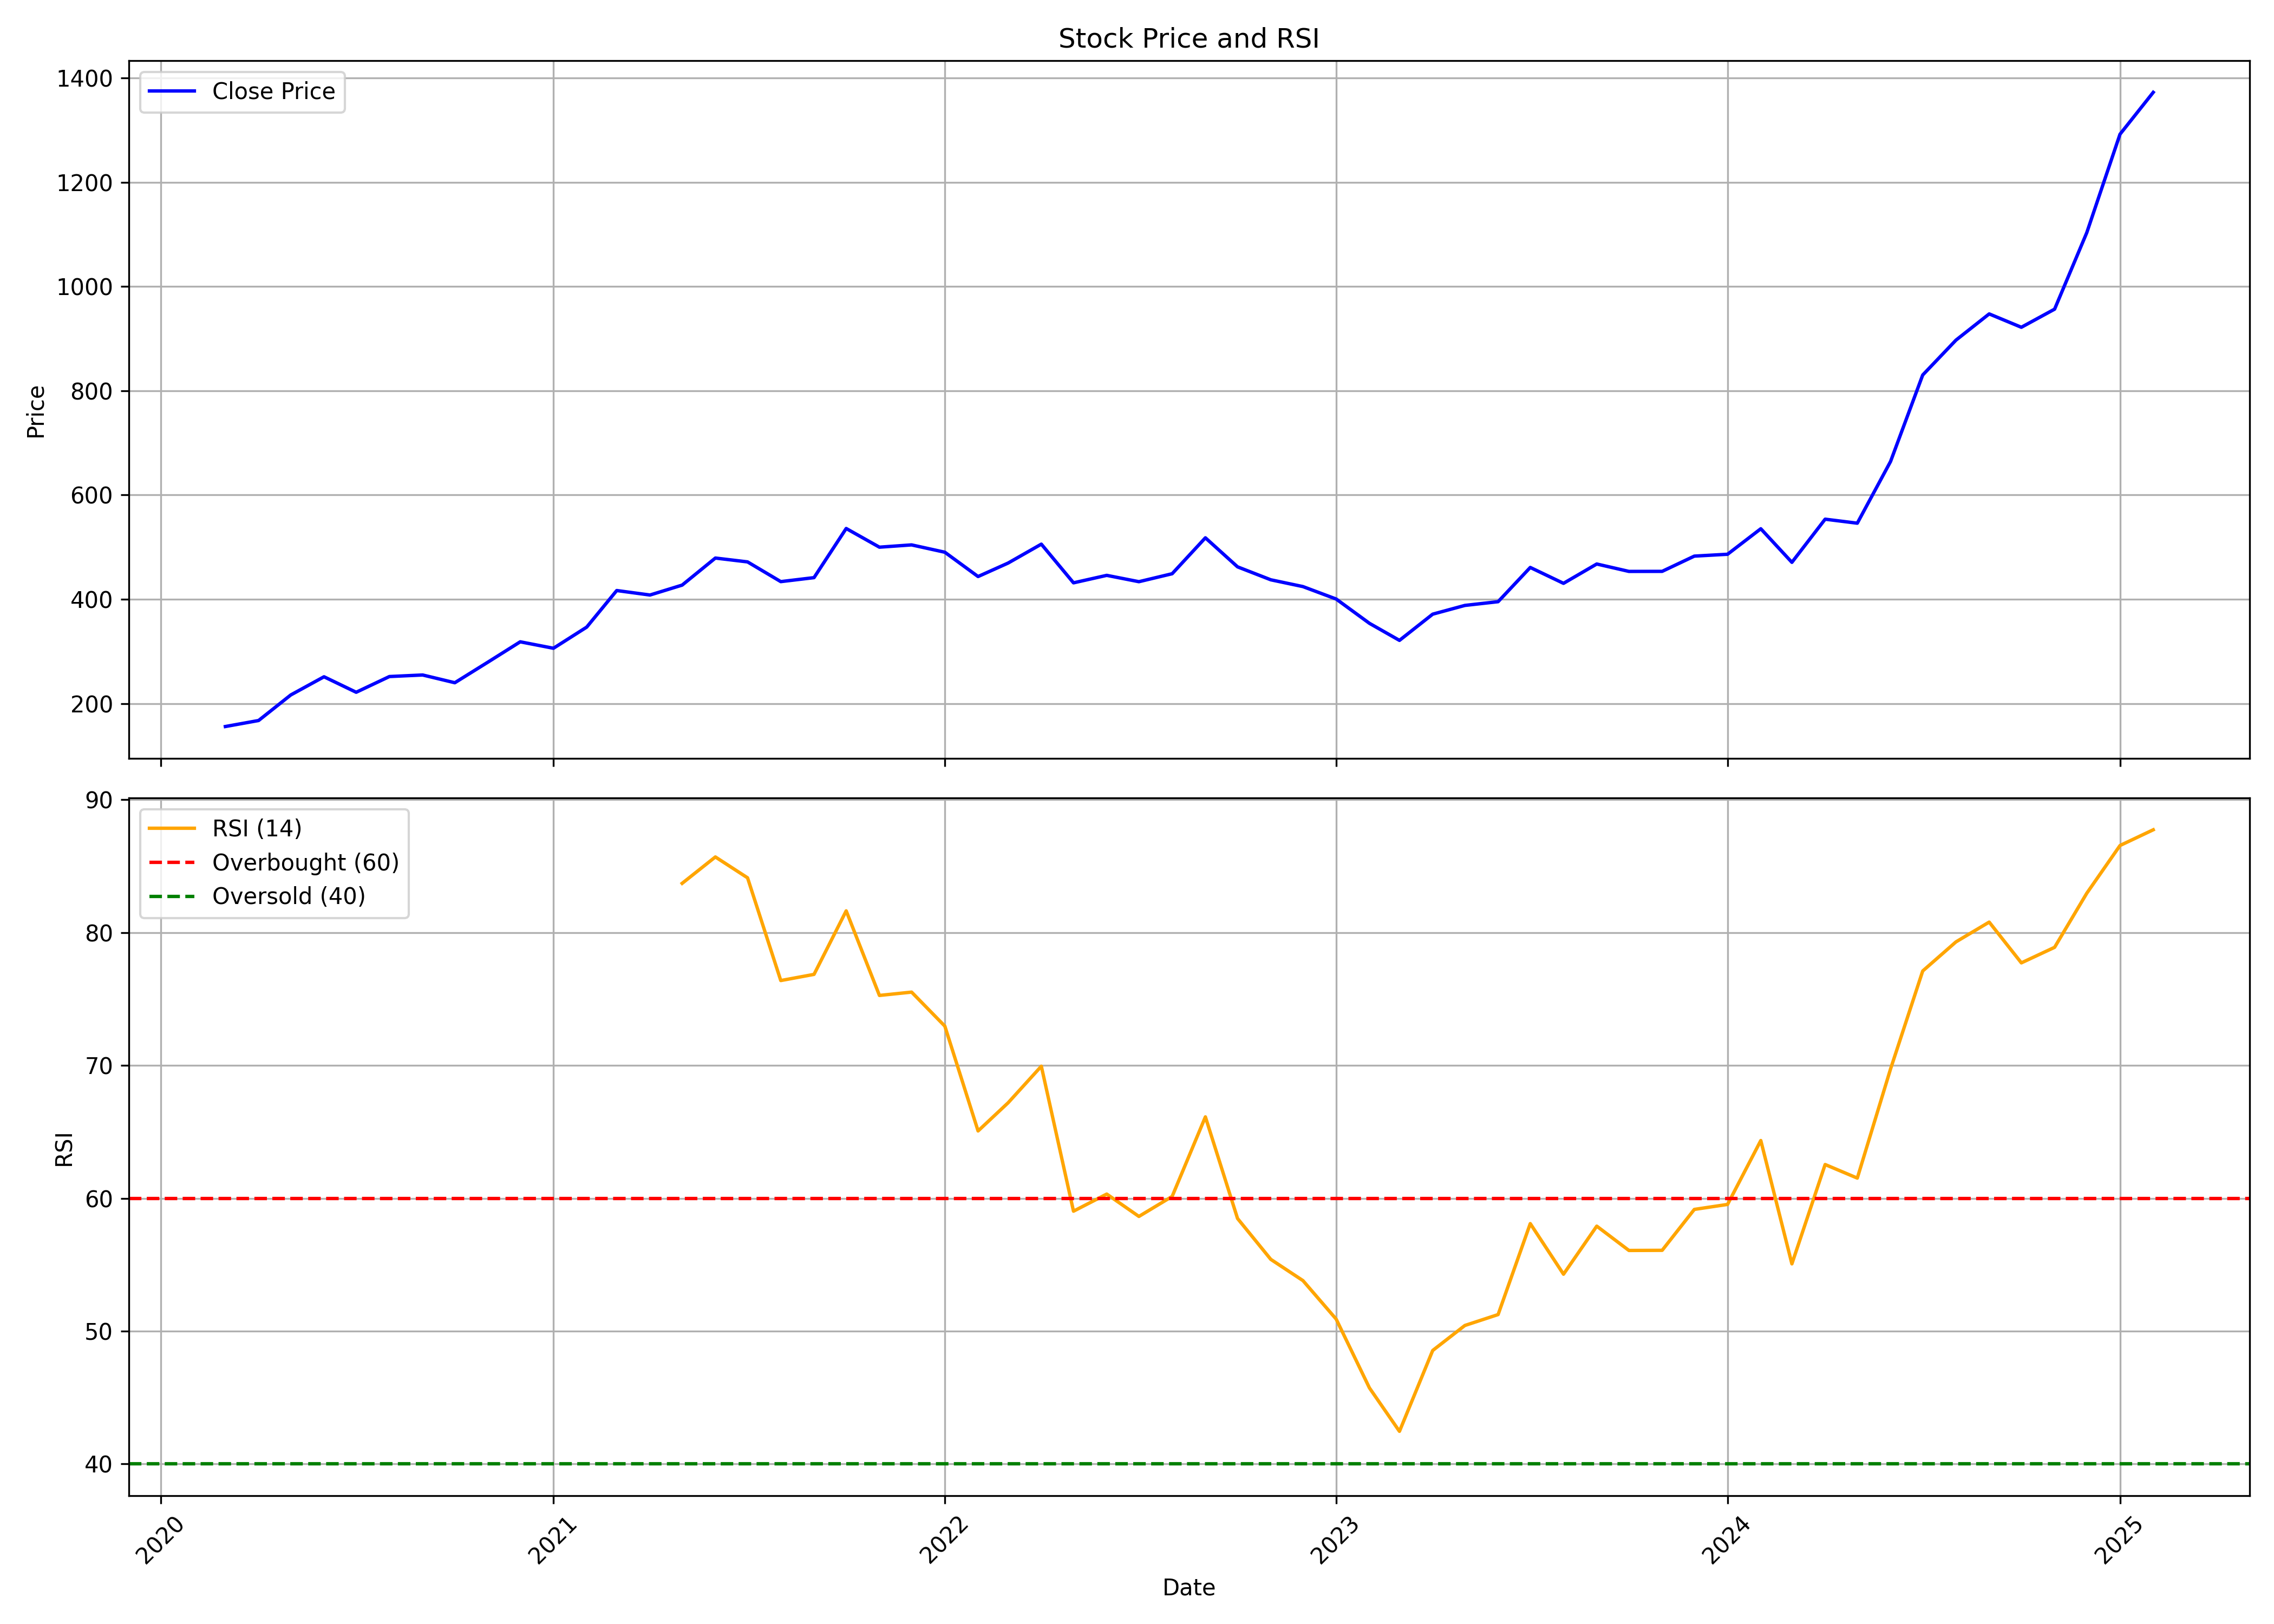 Stock Price and RSI
Close Price
1400
1200
1000
800
600
400
200
Price
RSI (14)
Overbought (60)
Oversold (40)
90
80
70
60
50
40
RSI
2020
2021
2022
2023
2024
2025
Date